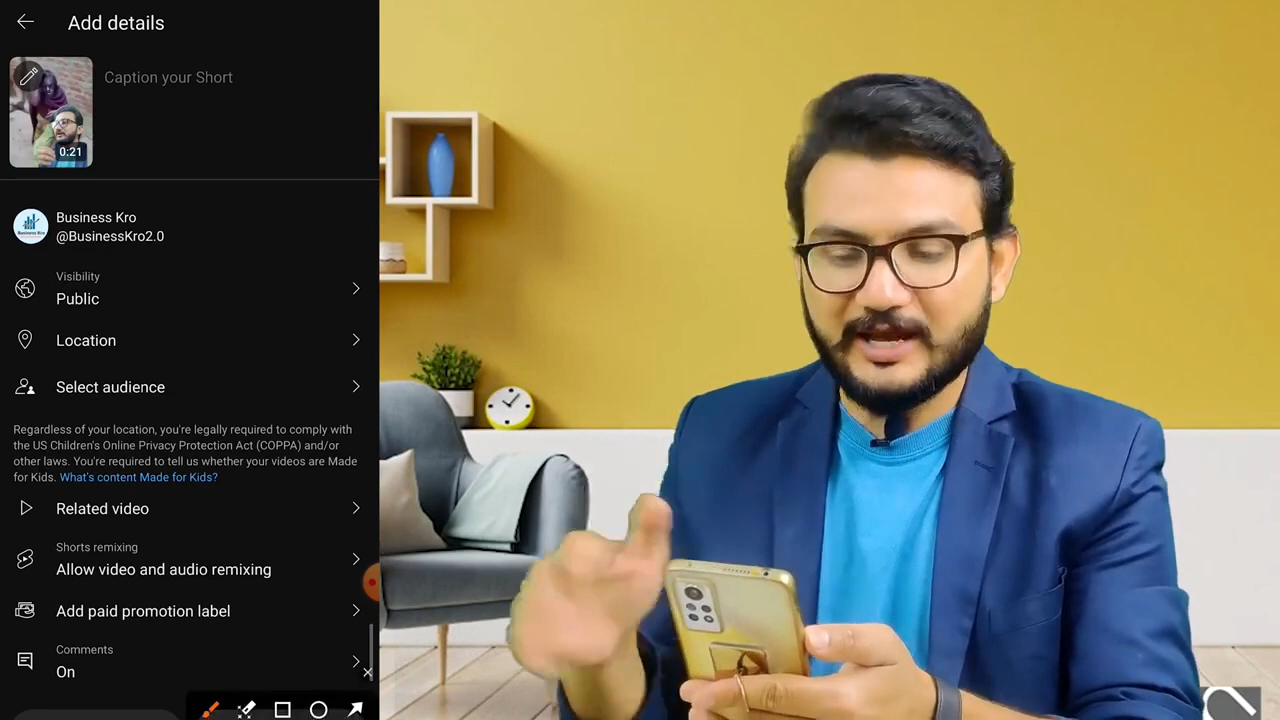 Add details
Caption your Short
0:21
Business Kro
@BusinessKro2.0
Visibility
Public
Location
Select audience
Regardless of your location, you're legally required to comply with
the US Children's Online Privacy Protection Act (COPPA) and/or
other laws. You're required to tell us whether your videos are Made
for Kids. What's content Made for Kids?
Related video
Shorts remixing
Allow video and audio remixing
Add paid promotion label
Comments
On